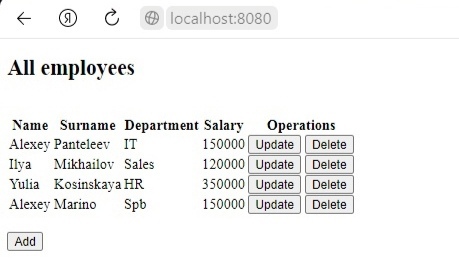 Я localhost:8080
All employees
Name Surname Department Salary Operations
Alexey Panteleev IT 150000 Update Delete
Ilya Mikhailov Sales 120000 Update Delete
Yulia Kosinskaya HR 350000 Update Delete
Alexey Marino Spb 150000 Update Delete
Add